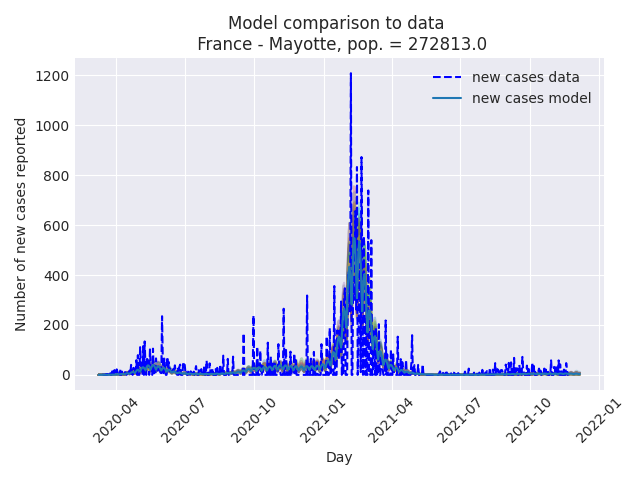 Model comparison to data
France - Mayotte, pop. = 272813.0
new cases data
new cases model
1200
1000
800
600
400
200
0
Number of new cases reported
2020-04
2020-07
2020-10
2021-01
2021-04
2021-07
2021-10
2022-01
Day